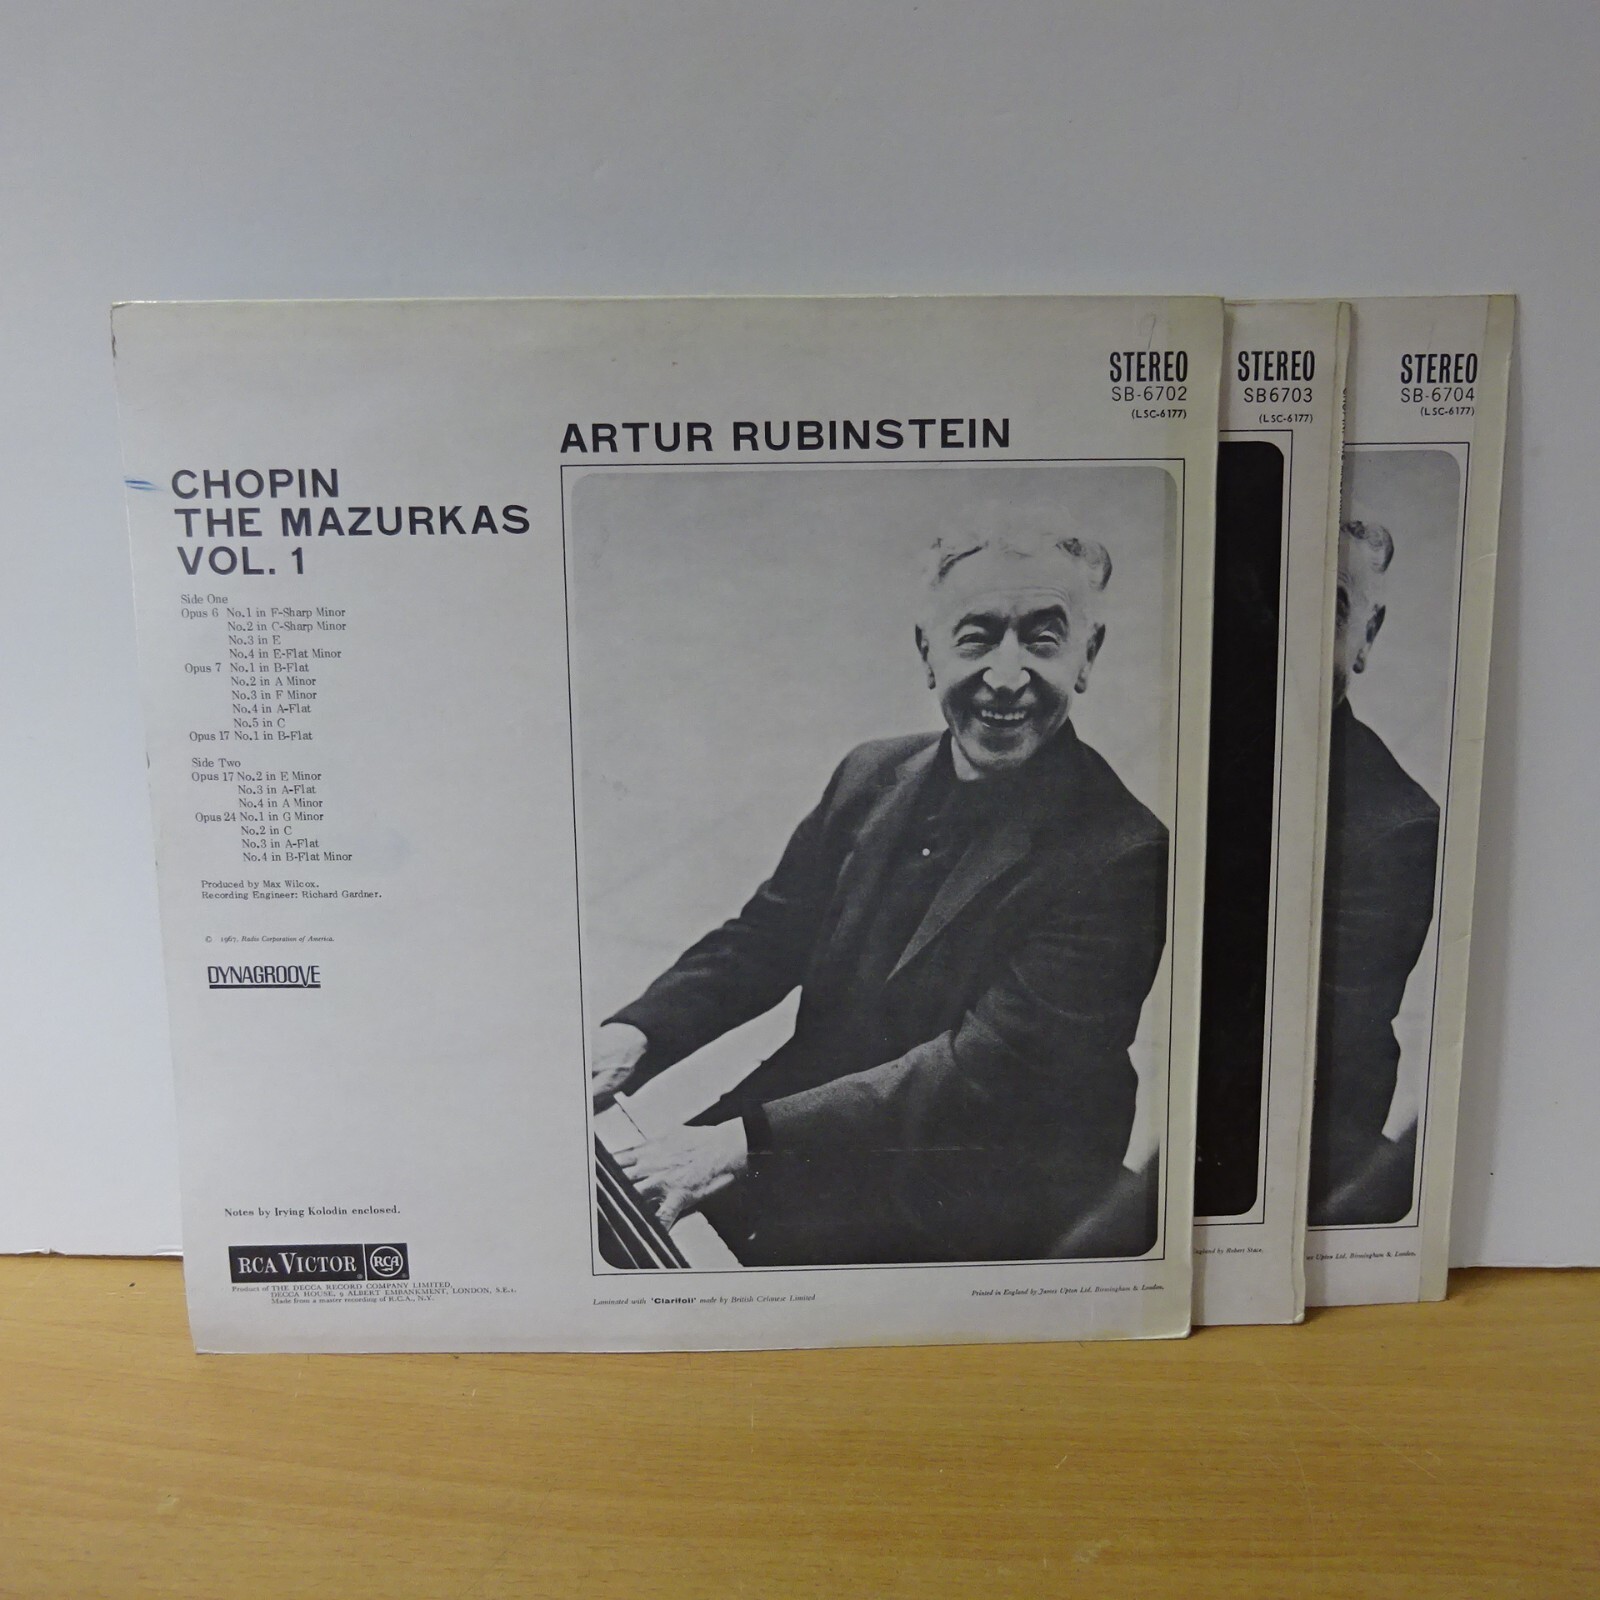 STEREO
SB-6702
(LSC-6177)
ARTUR RUBINSTEIN
CHOPIN
THE MAZURKAS
VOL. 1
Side One
Opus 6 No.1 in F-Sharp Minor
No.2 in C-Sharp Minor
No.3 in E
No.4 in E-Flat Minor
Opus 7 No.1 in B-Flat
No.2 in A Minor
No.3 in F Minor
No.4 in A-Flat
No.5 in C
Opus 17 No.1 in B-Flat
Side Two
Opus 17 No.2 in E Minor
No.3 in A-Flat
No.4 in A Minor
Opus 24 No.1 in G Minor
No.2 in C
No.3 in A-Flat
No.4 in B-Flat Minor
Produced by Max Wilcox.
Recording Engineer: Richard Gardner.
© 1967, Radio Corporation of America.
DYNAGROOVE
Notes by Irving Kolodin enclosed.
RCA VICTOR RCA
Product of THE DECCA RECORD COMPANY LIMITED,
DECCA HOUSE, 9 ALBERT EMBANKMENT, LONDON, S.E.1.
Made from a master recording of R.C.A., N.Y.
Laminated with 'Clarifoil' made by British Celanese Limited
Printed in England by James Upton Ltd. Birmingham & London.
STEREO
SB6703
(LSC-6177)
England by Robert Stace.
STEREO
SB-6704
(LSC-6177)
Upton Ltd. Birmingham & London.